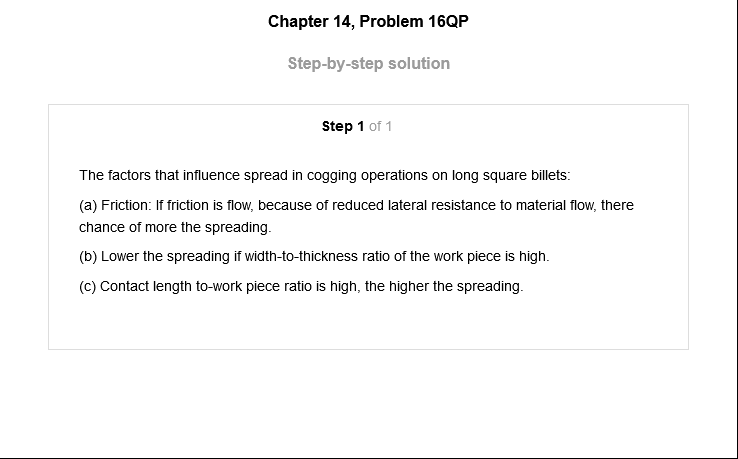 Chapter 14, Problem 16QP
Step-by-step solution
Step 1 of 1
The factors that influence spread in cogging operations on long square billets:
(a) Friction: If friction is flow, because of reduced lateral resistance to material flow, there
chance of more the spreading.
(b) Lower the spreading if width-to-thickness ratio of the work piece is high.
(c) Contact length to-work piece ratio is high, the higher the spreading.